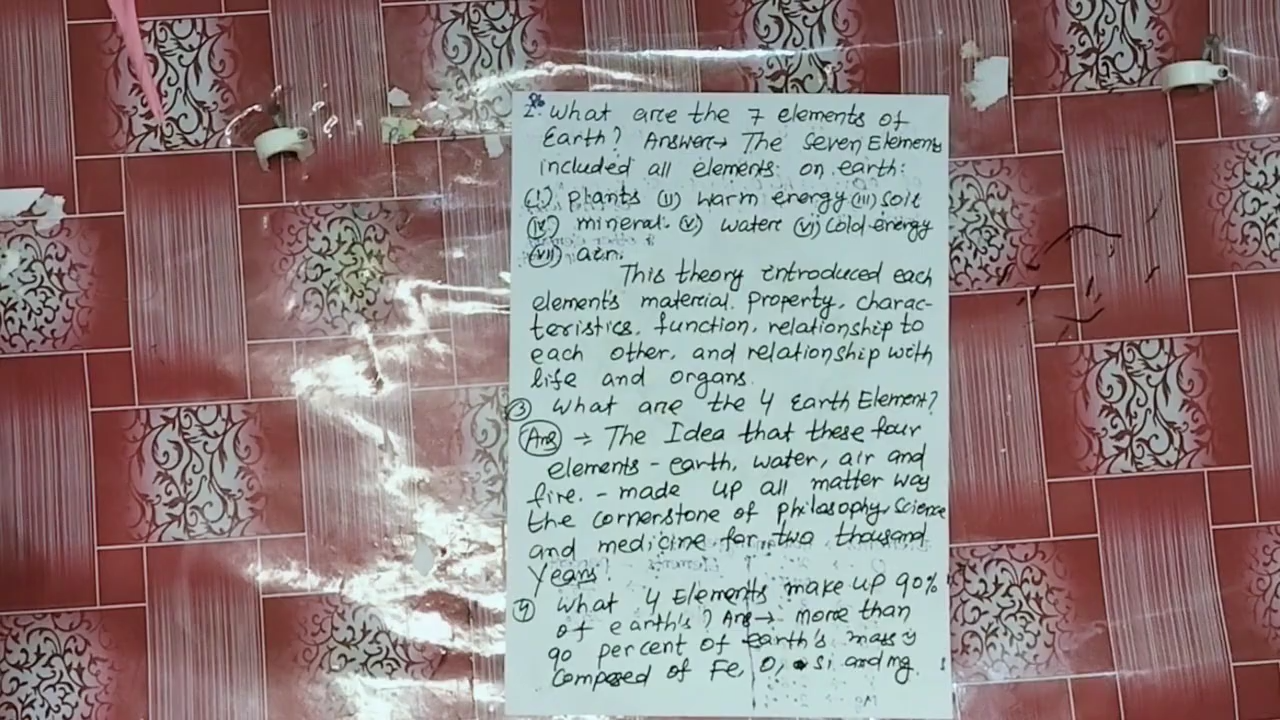 2. What are the 7 elements of
Earth? Answer→ The Seven Elements
included all elements on earth:
(i) plants (ii) warm energy (iii) soil
(iv) mineral. (v) water (vi) Cold energy
(vii) air.
This theory introduced each
element's material. Property, charac-
teristics, function, relationship to
each other, and relationship with
life and organs.
③ What are the 4 Earth Element?
Ans → The Idea that these four
elements - earth, water, air and
fire. - made up all matter way
the cornerstone of philosophy, science
and medicine for two thousand
Years.
④ What 4 Elements make up 90%
of earth's? Ans → more than
90 percent of earth's mass is
Composed of Fe, O, Si and mg.